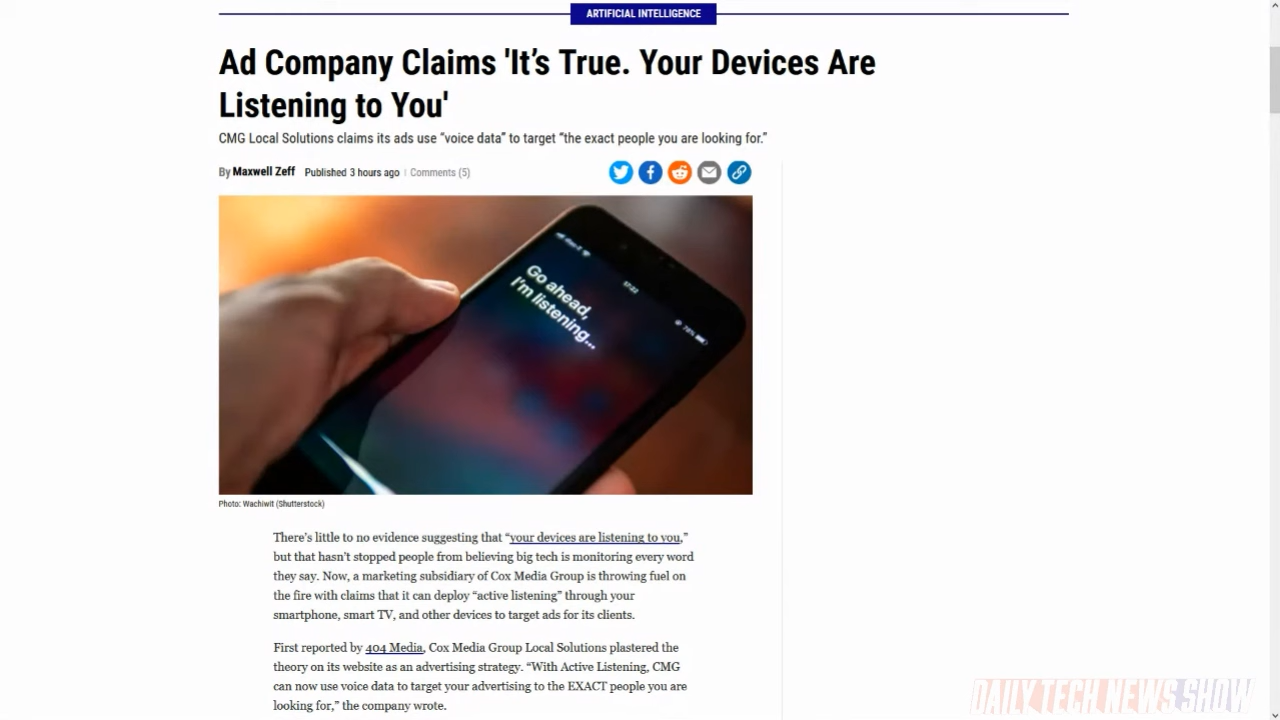 ARTIFICIAL INTELLIGENCE
Ad Company Claims 'It’s True. Your Devices Are
Listening to You'
CMG Local Solutions claims its ads use “voice data” to target “the exact people you are looking for.”
By Maxwell Zeff Published 3 hours ago Comments (5)
Go ahead,
I'm listening...
Photo: Wachiwit (Shutterstock)
There’s little to no evidence suggesting that “your devices are listening to you,”
but that hasn’t stopped people from believing big tech is monitoring every word
they say. Now, a marketing subsidiary of Cox Media Group is throwing fuel on
the fire with claims that it can deploy “active listening” through your
smartphone, smart TV, and other devices to target ads for its clients.
First reported by 404 Media, Cox Media Group Local Solutions plastered the
theory on its website as an advertising strategy. “With Active Listening, CMG
can now use voice data to target your advertising to the EXACT people you are
looking for,” the company wrote.
DAILY TECH NEWS SHOW